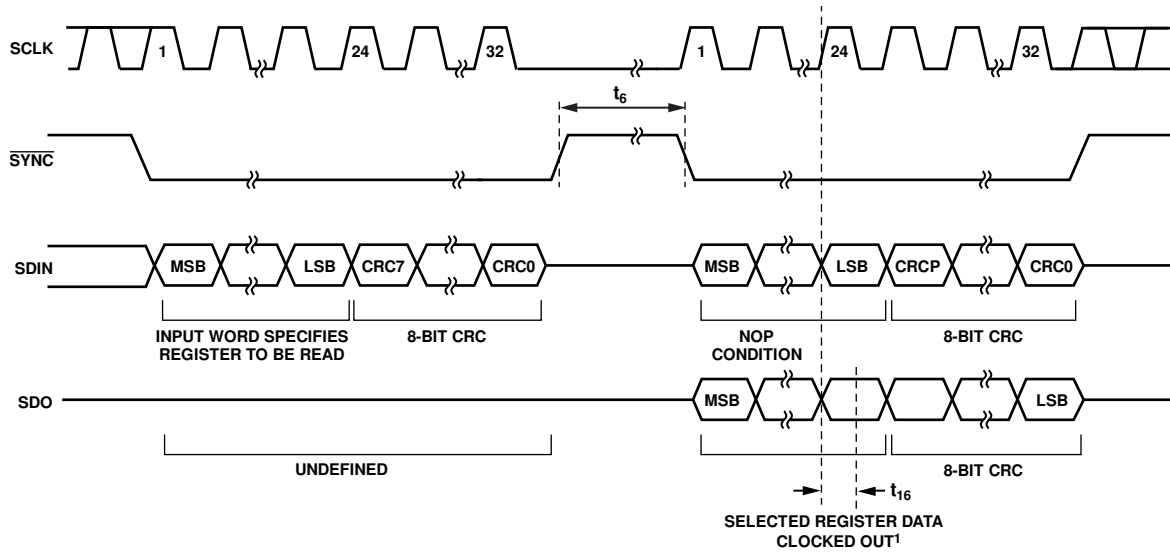 SCLK
1
24
32
1
24
32
t6
SYNC
SDIN
MSB
LSB
CRC7
CRC0
MSB
LSB
CRCP
CRC0
INPUT WORD SPECIFIES
REGISTER TO BE READ
8-BIT CRC
NOP
CONDITION
8-BIT CRC
SDO
MSB
LSB
UNDEFINED
8-BIT CRC
t16
SELECTED REGISTER DATA
CLOCKED OUT1